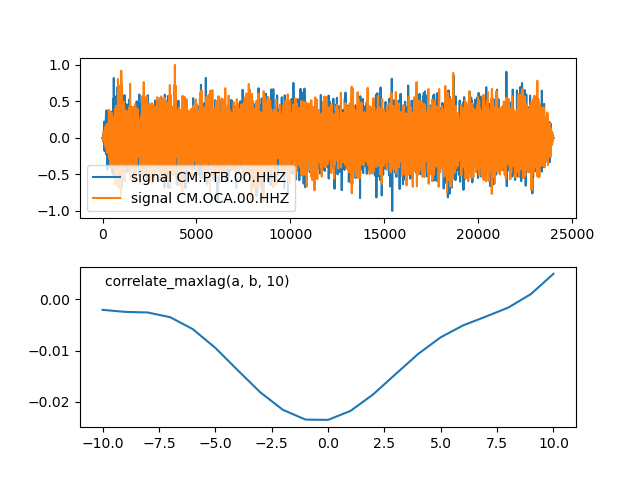 1.0
0.5
0.0
−0.5
−1.0
signal CM.PTB.00.HHZ
signal CM.OCA.00.HHZ
0 5000 10000 15000 20000 25000
correlate_maxlag(a, b, 10)
0.00
−0.01
−0.02
−10.0 −7.5 −5.0 −2.5 0.0 2.5 5.0 7.5 10.0